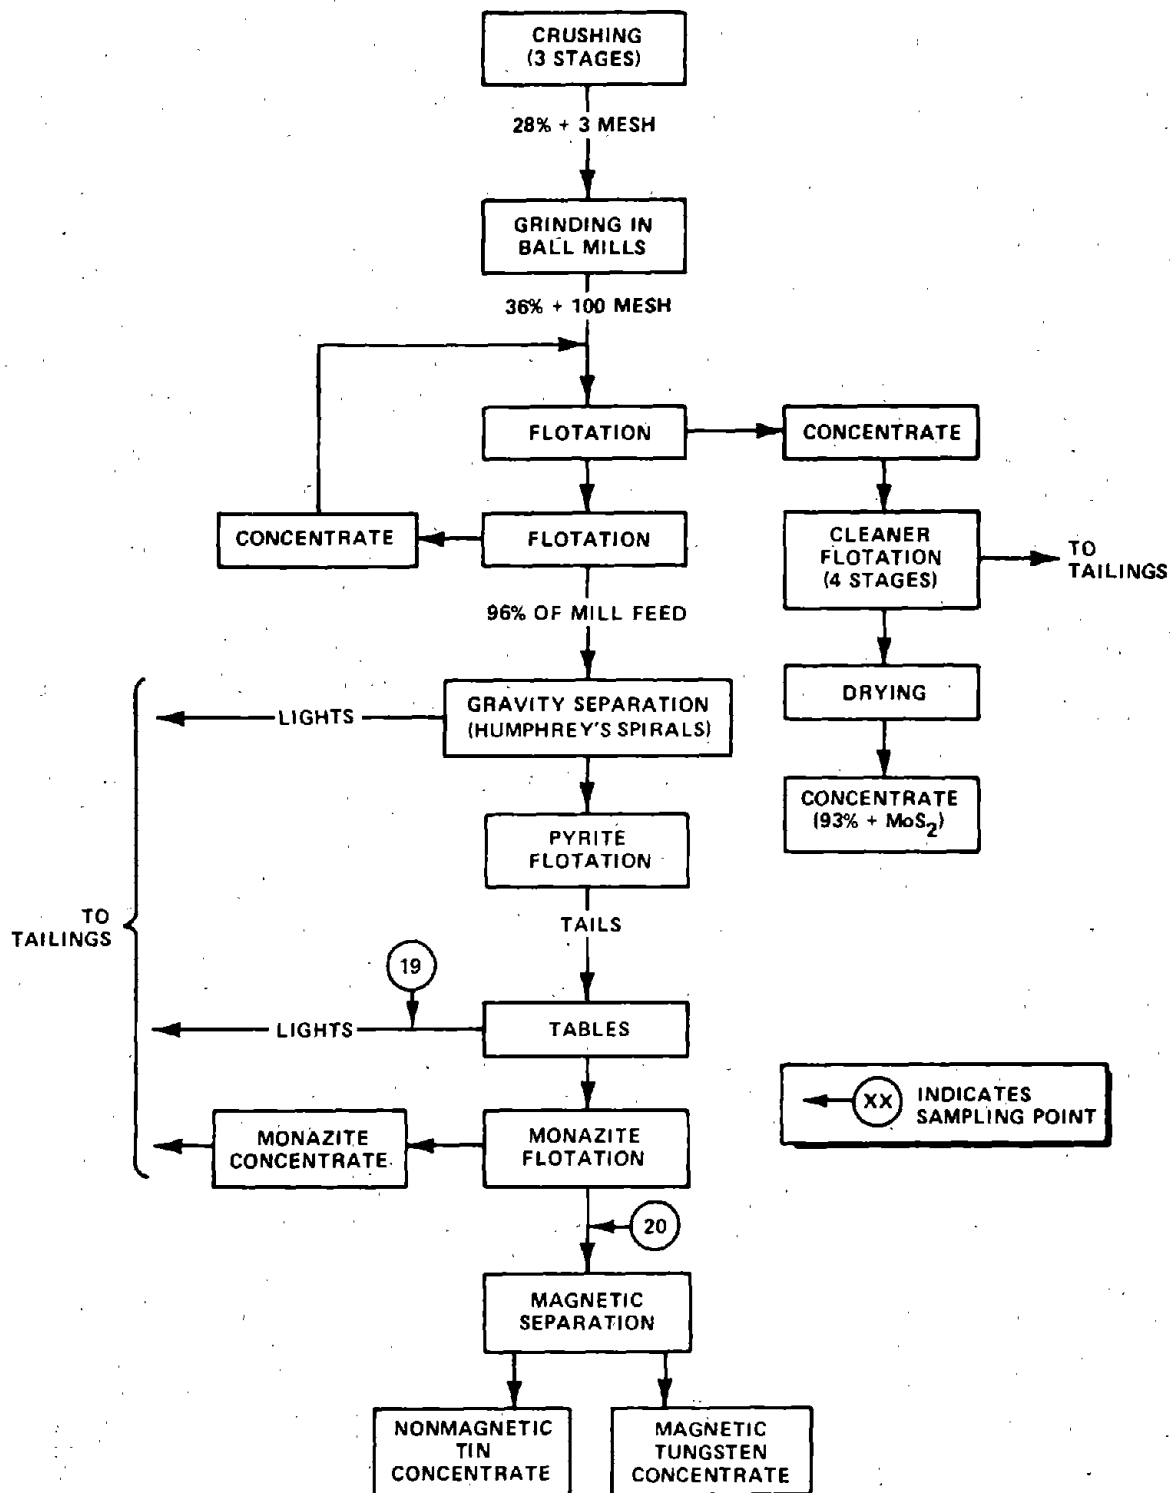 CRUSHING
(3 STAGES)
28% + 3 MESH
GRINDING IN
BALL MILLS
36% + 100 MESH
FLOTATION
CONCENTRATE
CONCENTRATE
FLOTATION
CLEANER
FLOTATION
(4 STAGES)
TO
TAILINGS
96% OF MILL FEED
DRYING
LIGHTS
GRAVITY SEPARATION
(HUMPHREY'S SPIRALS)
CONCENTRATE
(93% + MoS2)
PYRITE
FLOTATION
TO
TAILINGS
TAILS
19
LIGHTS
TABLES
XX
INDICATES
SAMPLING POINT
MONAZITE
CONCENTRATE
MONAZITE
FLOTATION
20
MAGNETIC
SEPARATION
NONMAGNETIC
TIN
CONCENTRATE
MAGNETIC
TUNGSTEN
CONCENTRATE